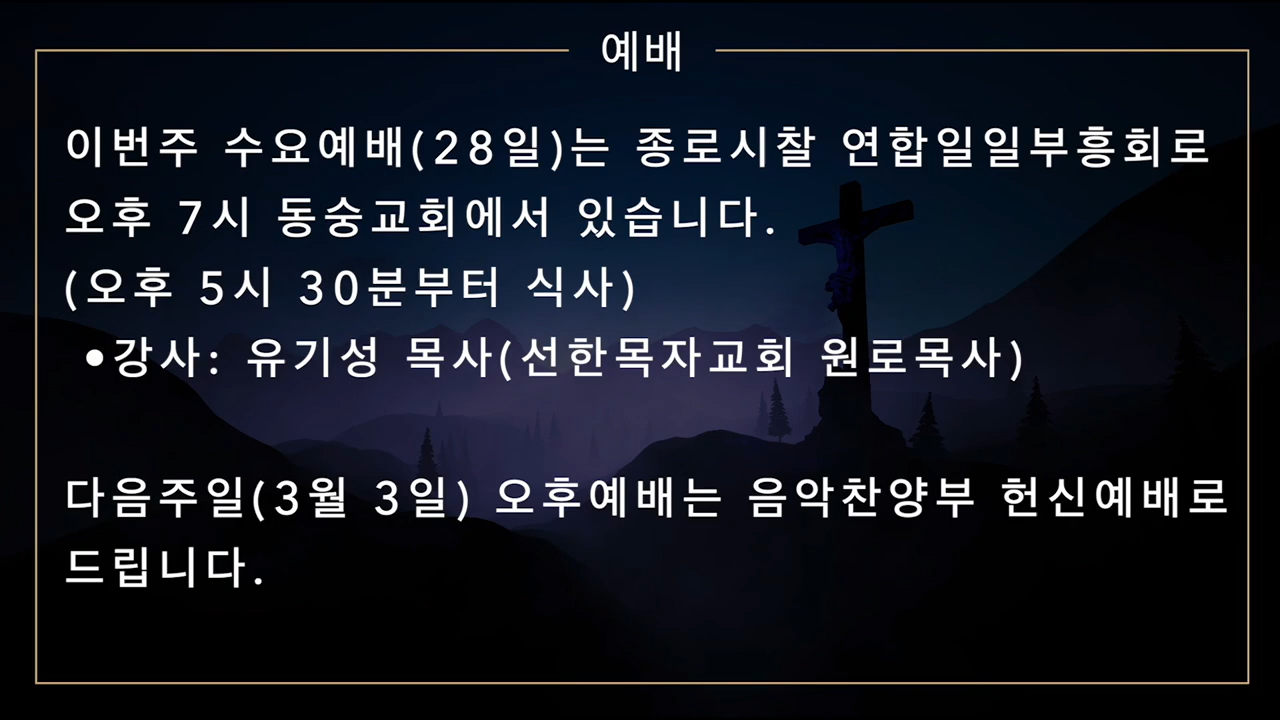 예배
이번주 수요예배(28일)는 종로시찰 연합일일부흥회로
오후 7시 동숭교회에서 있습니다.
(오후 5시 30분부터 식사)
•강사: 유기성 목사(선한목자교회 원로목사)
다음주일(3월 3일) 오후예배는 음악찬양부 헌신예배로
드립니다.